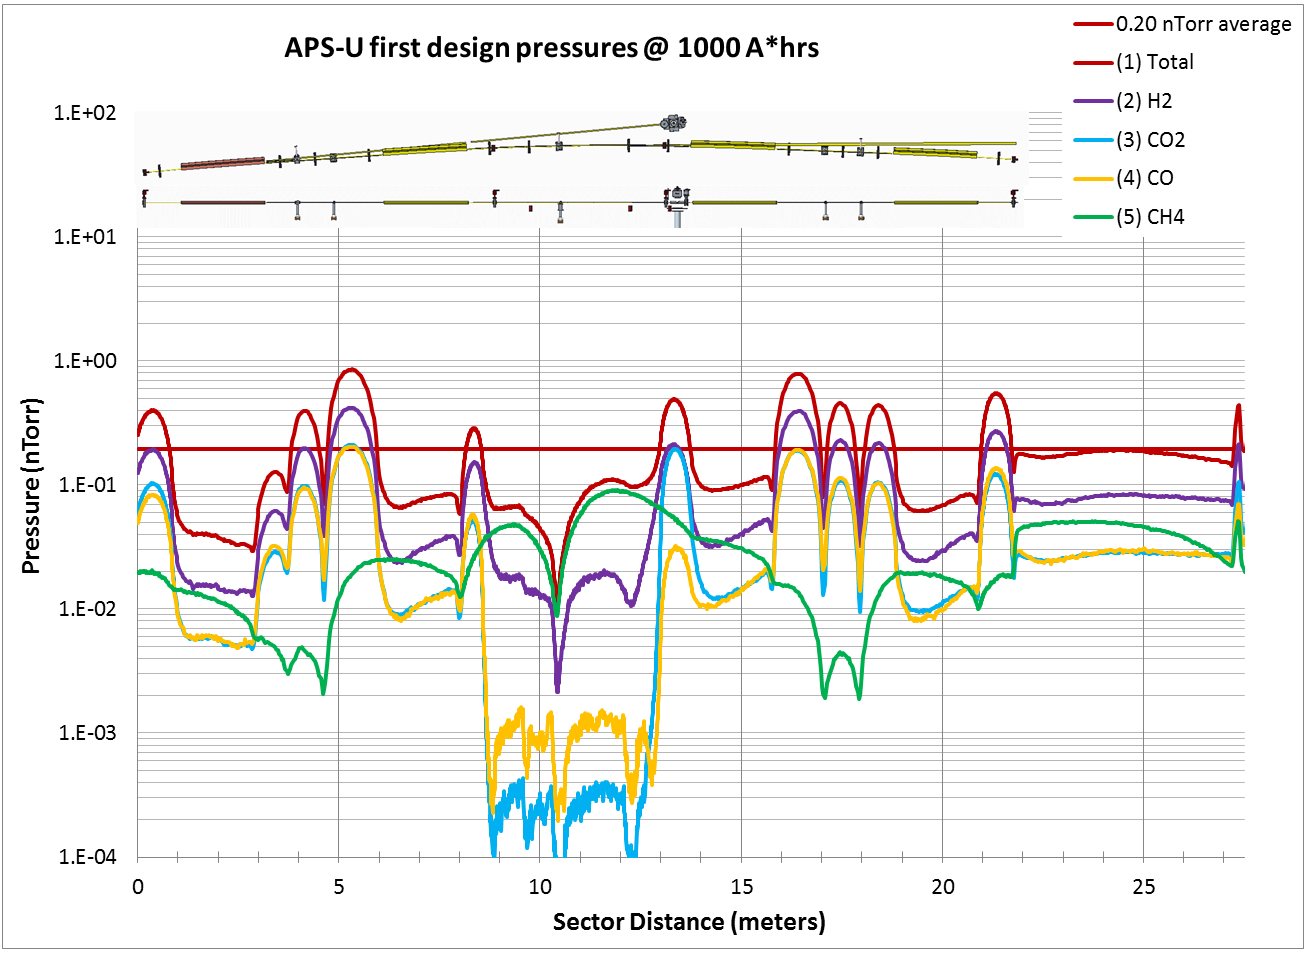 APS-U first design pressures @ 1000 A*hrs
0.20 nTorr average
(1) Total
(2) H2
(3) CO2
(4) CO
(5) CH4
1.E+02
1.E+01
1.E+00
1.E-01
1.E-02
1.E-03
1.E-04
Pressure (nTorr)
0 5 10 15 20 25
Sector Distance (meters)